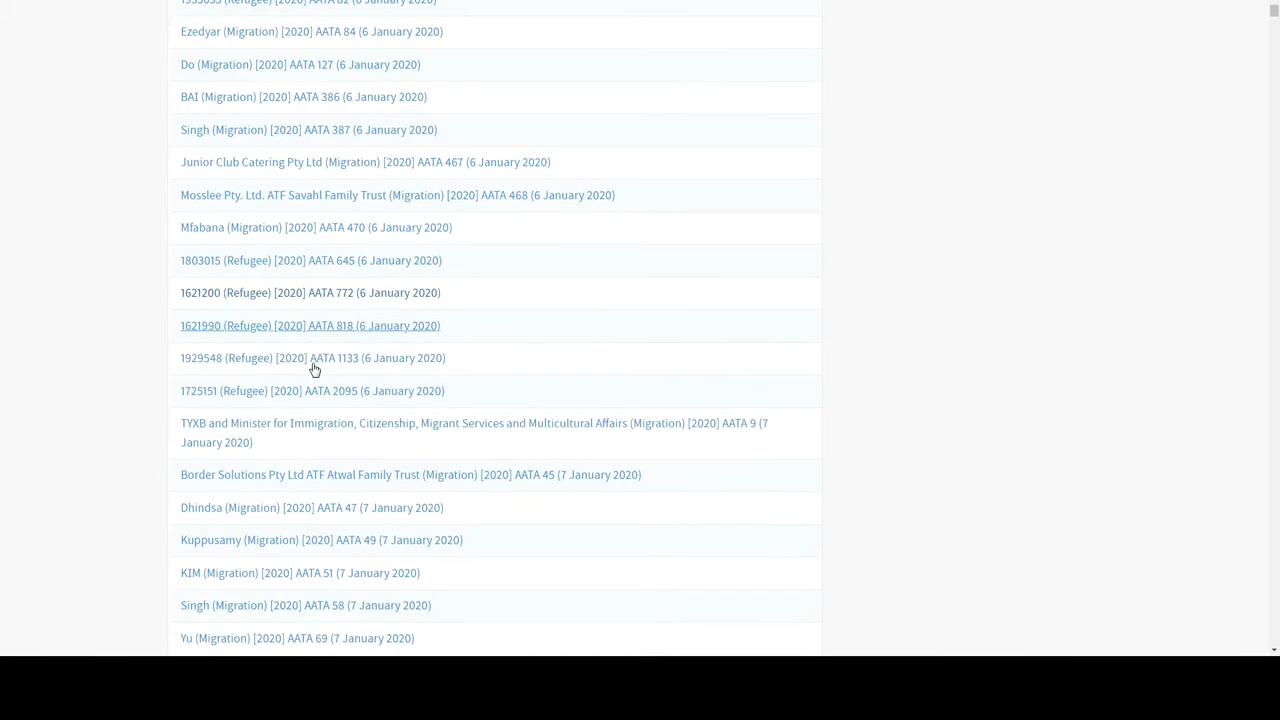 Ezedyar (Migration) [2020] AATA 84 (6 January 2020)
Do (Migration) [2020] AATA 127 (6 January 2020)
BAI (Migration) [2020] AATA 386 (6 January 2020)
Singh (Migration) [2020] AATA 387 (6 January 2020)
Junior Club Catering Pty Ltd (Migration) [2020] AATA 467 (6 January 2020)
Mosslee Pty. Ltd. ATF Savahl Family Trust (Migration) [2020] AATA 468 (6 January 2020)
Mfabana (Migration) [2020] AATA 470 (6 January 2020)
1803015 (Refugee) [2020] AATA 645 (6 January 2020)
1621200 (Refugee) [2020] AATA 772 (6 January 2020)
1621990 (Refugee) [2020] AATA 818 (6 January 2020)
1929548 (Refugee) [2020] AATA 1133 (6 January 2020)
1725151 (Refugee) [2020] AATA 2095 (6 January 2020)
TYXB and Minister for Immigration, Citizenship, Migrant Services and Multicultural Affairs (Migration) [2020] AATA 9 (7
January 2020)
Border Solutions Pty Ltd ATF Atwal Family Trust (Migration) [2020] AATA 45 (7 January 2020)
Dhindsa (Migration) [2020] AATA 47 (7 January 2020)
Kuppusamy (Migration) [2020] AATA 49 (7 January 2020)
KIM (Migration) [2020] AATA 51 (7 January 2020)
Singh (Migration) [2020] AATA 58 (7 January 2020)
Yu (Migration) [2020] AATA 69 (7 January 2020)